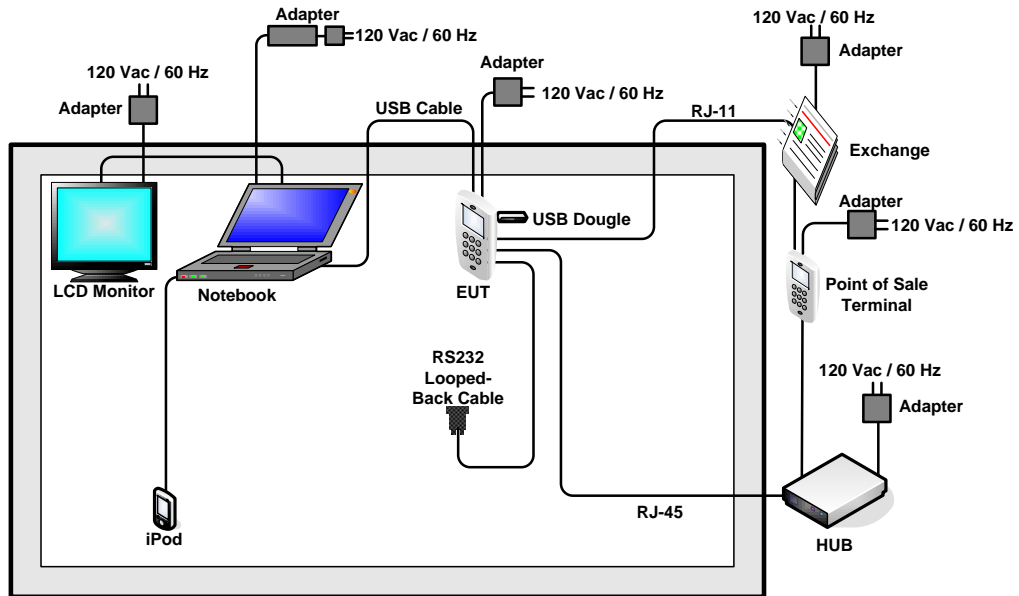 Adapter
120 Vac / 60 Hz
120 Vac / 60 Hz
Adapter
120 Vac / 60 Hz
Adapter
Adapter
120 Vac / 60 Hz
USB Cable
RJ-11
Exchange
Adapter
120 Vac / 60 Hz
USB Dougle
LCD Monitor
Notebook
EUT
Point of Sale
Terminal
RS232
Looped-
Back Cable
120 Vac / 60 Hz
Adapter
iPod
RJ-45
HUB